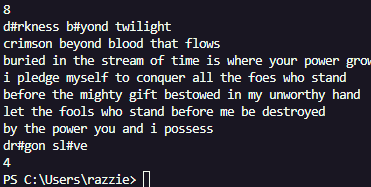 8
d#rkness b#yond twilight
crimson beyond blood that flows
buried in the stream of time is where your power grow
i pledge myself to conquer all the foes who stand
before the mighty gift bestowed in my unworthy hand
let the fools who stand before me be destroyed
by the power you and i possess
dr#gon sl#ve
4
PS C:\Users\razzie>